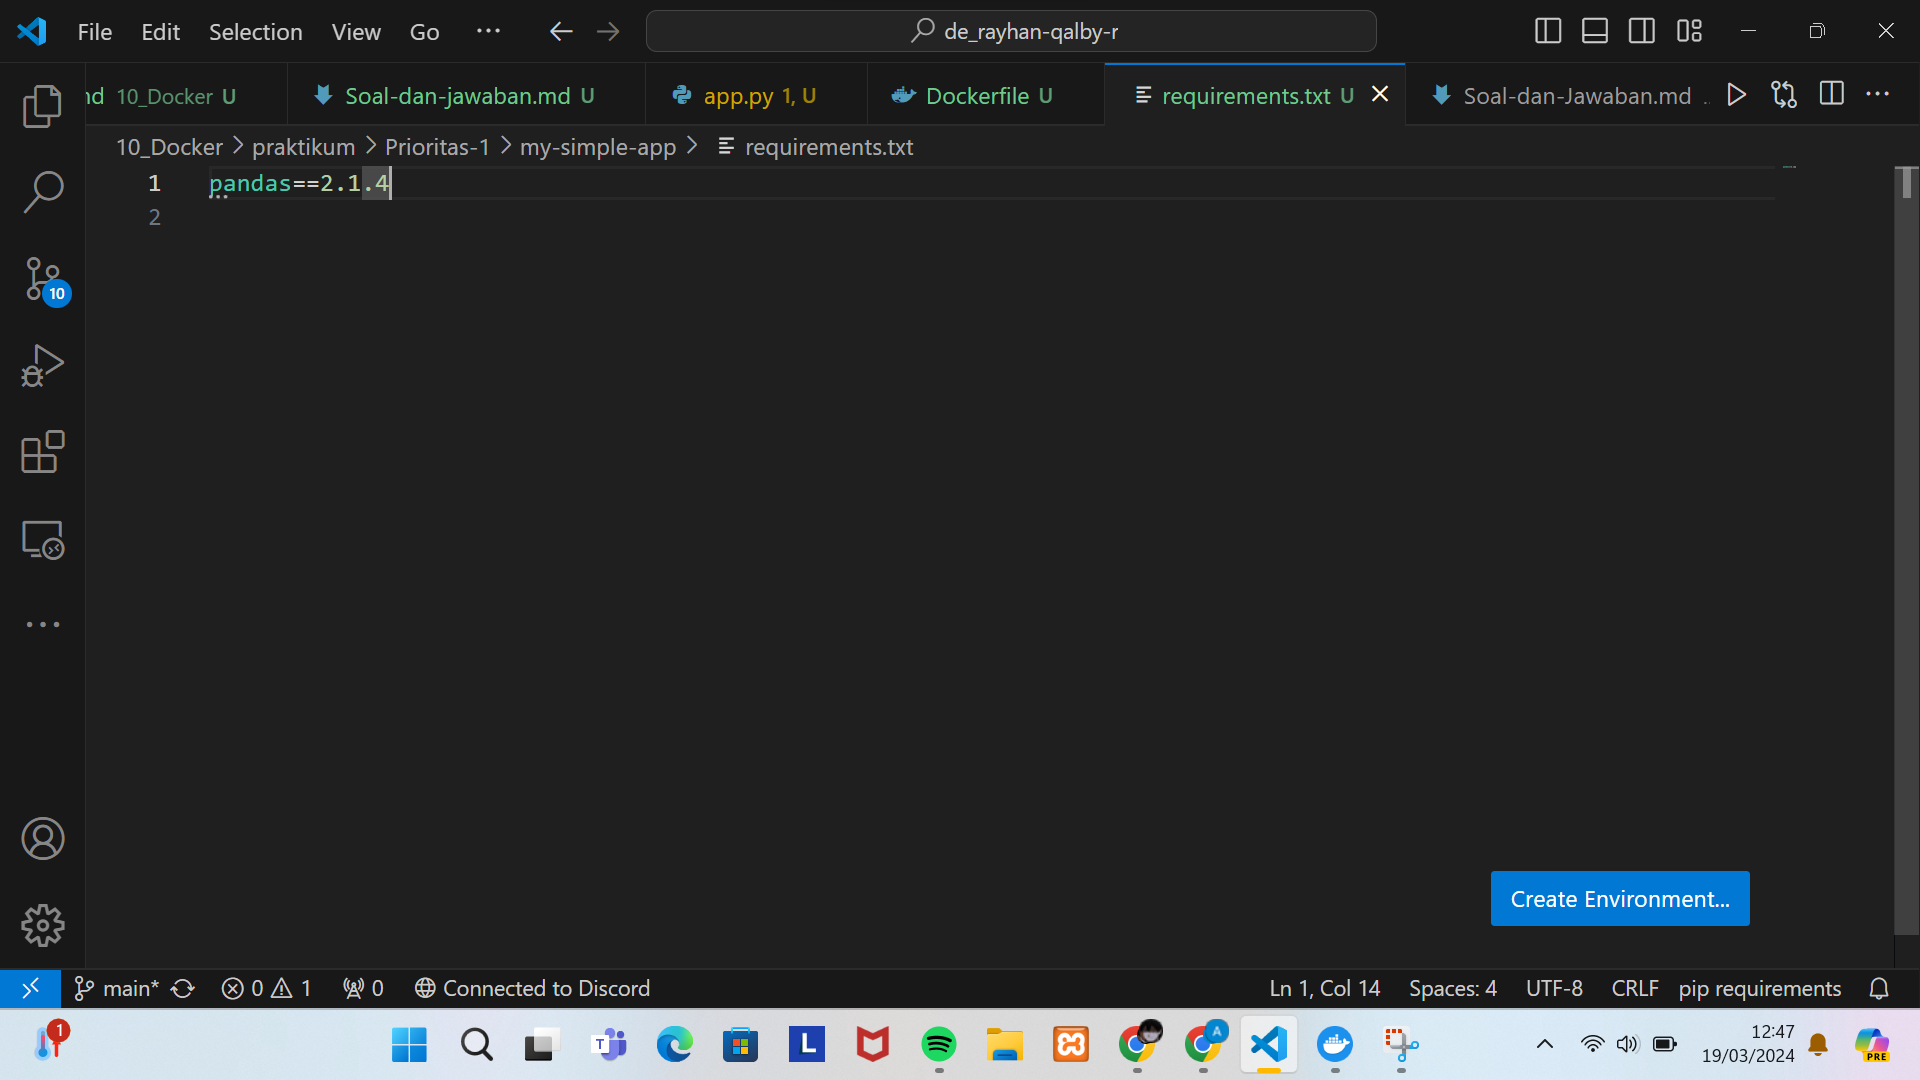 File Edit Selection View Go ... de_rayhan-qalby-r
nd 10_Docker U Soal-dan-jawaban.md U app.py 1, U Dockerfile U requirements.txt U Soal-dan-Jawaban.md ..
10_Docker > praktikum > Prioritas-1 > my-simple-app > requirements.txt
1 pandas==2.1.4
2
10
Create Environment...
main* 0 1 0 Connected to Discord Ln 1, Col 14 Spaces: 4 UTF-8 CRLF pip requirements
1 T L A 12:47
19/03/2024
PRE